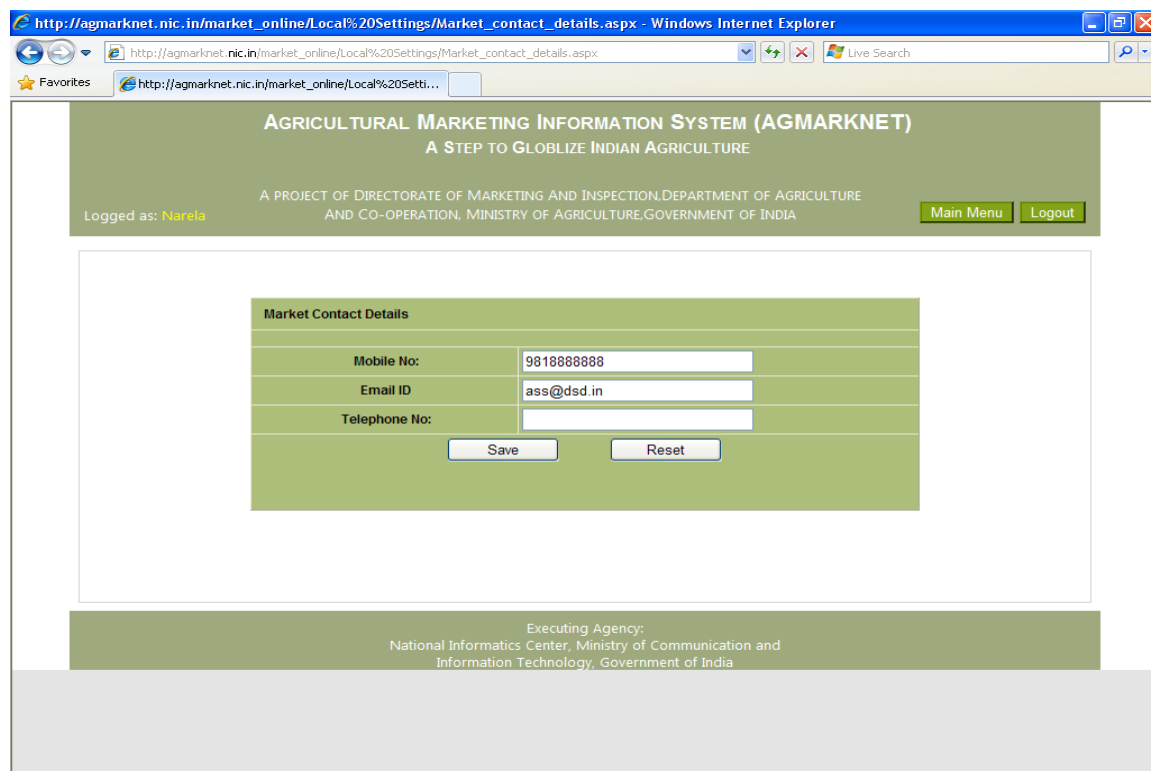 http://agmarknet.nic.in/market_online/Local%20Settings/Market_contact_details.aspx - Windows Internet Explorer
http://agmarknet.nic.in/market_online/Local%20Settings/Market_contact_details.aspx
Live Search
Favorites
http://agmarknet.nic.in/market_online/Local%20Setti...
AGRICULTURAL MARKETING INFORMATION SYSTEM (AGMARKNET)
A STEP TO GLOBLIZE INDIAN AGRICULTURE
A PROJECT OF DIRECTORATE OF MARKETING AND INSPECTION,DEPARTMENT OF AGRICULTURE
AND CO-OPERATION, MINISTRY OF AGRICULTURE,GOVERNMENT OF INDIA
Logged as: Narela
Main Menu
Logout
Market Contact Details
Mobile No: 9818888888
Email ID ass@dsd.in
Telephone No:
Save Reset
Executing Agency:
National Informatics Center, Ministry of Communication and
Information Technology, Government of India